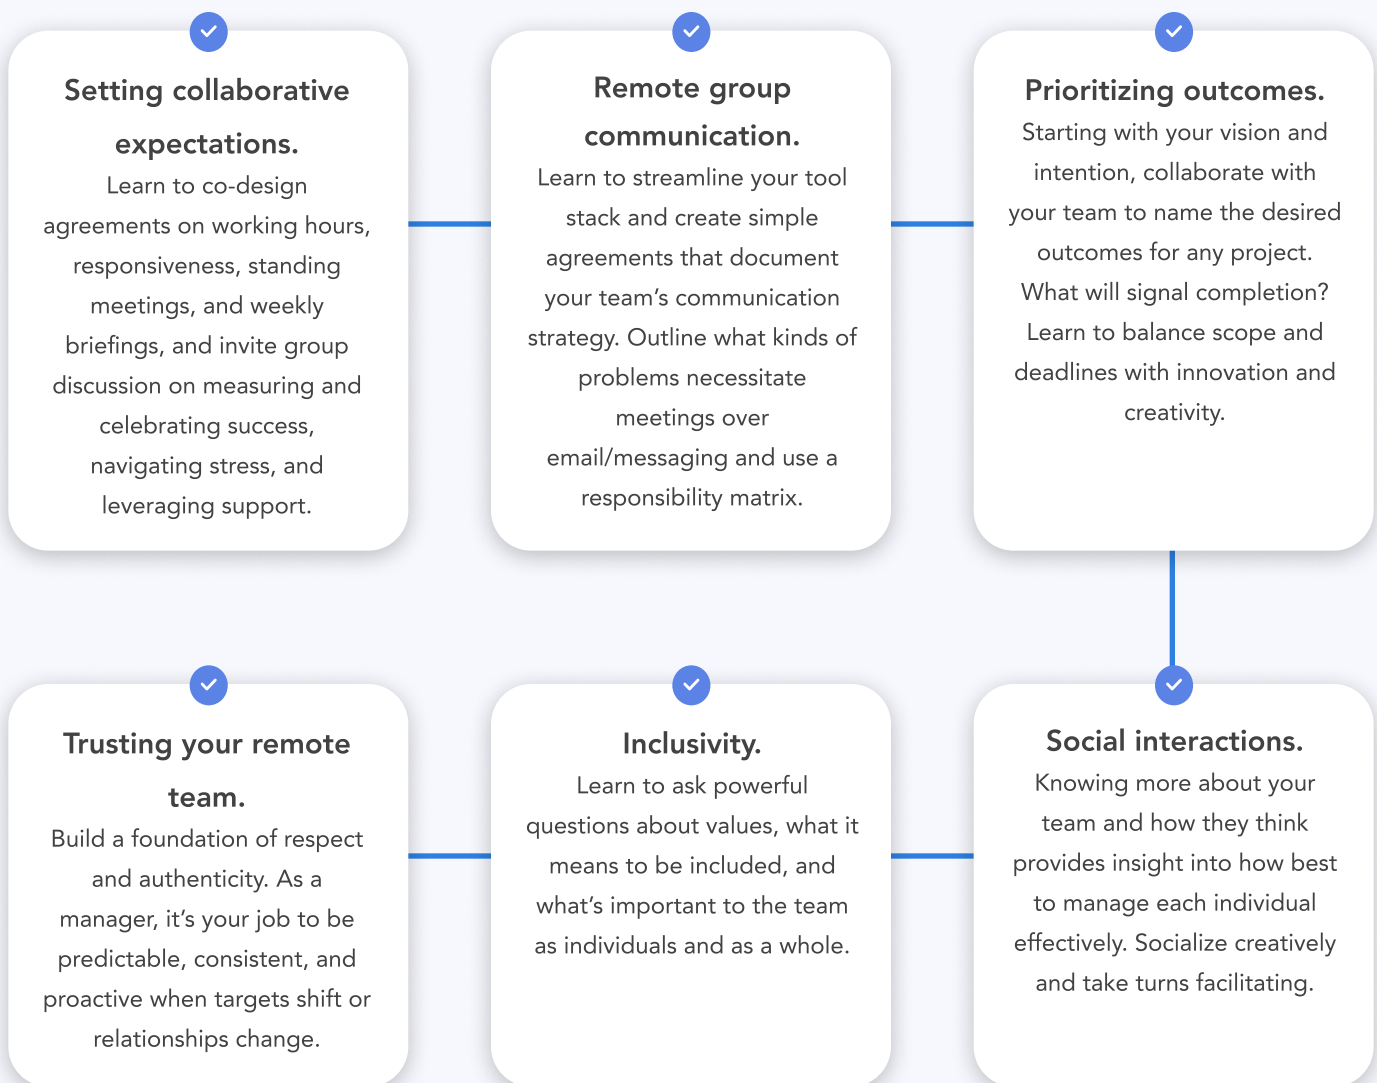 Setting collaborative
expectations.
Learn to co-design
agreements on working hours,
responsiveness, standing
meetings, and weekly
briefings, and invite group
discussion on measuring and
celebrating success,
navigating stress, and
leveraging support.
Remote group
communication.
Learn to streamline your tool
stack and create simple
agreements that document
your team’s communication
strategy. Outline what kinds of
problems necessitate
meetings over
email/messaging and use a
responsibility matrix.
Prioritizing outcomes.
Starting with your vision and
intention, collaborate with
your team to name the desired
outcomes for any project.
What will signal completion?
Learn to balance scope and
deadlines with innovation and
creativity.
Trusting your remote
team.
Build a foundation of respect
and authenticity. As a
manager, it’s your job to be
predictable, consistent, and
proactive when targets shift or
relationships change.
Inclusivity.
Learn to ask powerful
questions about values, what it
means to be included, and
what’s important to the team
as individuals and as a whole.
Social interactions.
Knowing more about your
team and how they think
provides insight into how best
to manage each individual
effectively. Socialize creatively
and take turns facilitating.